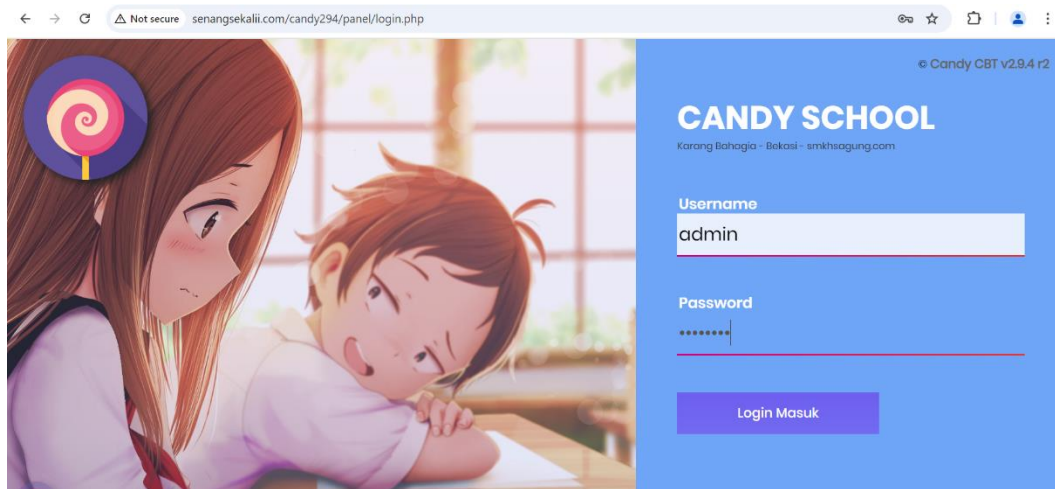 Not secure senangsekalii.com/candy294/panel/login.php
© Candy CBT v2.9.4 r2
CANDY SCHOOL
Karang Bahagia - Bekasi - smkhsagung.com
Username
admin
Password
••••••••
Login Masuk